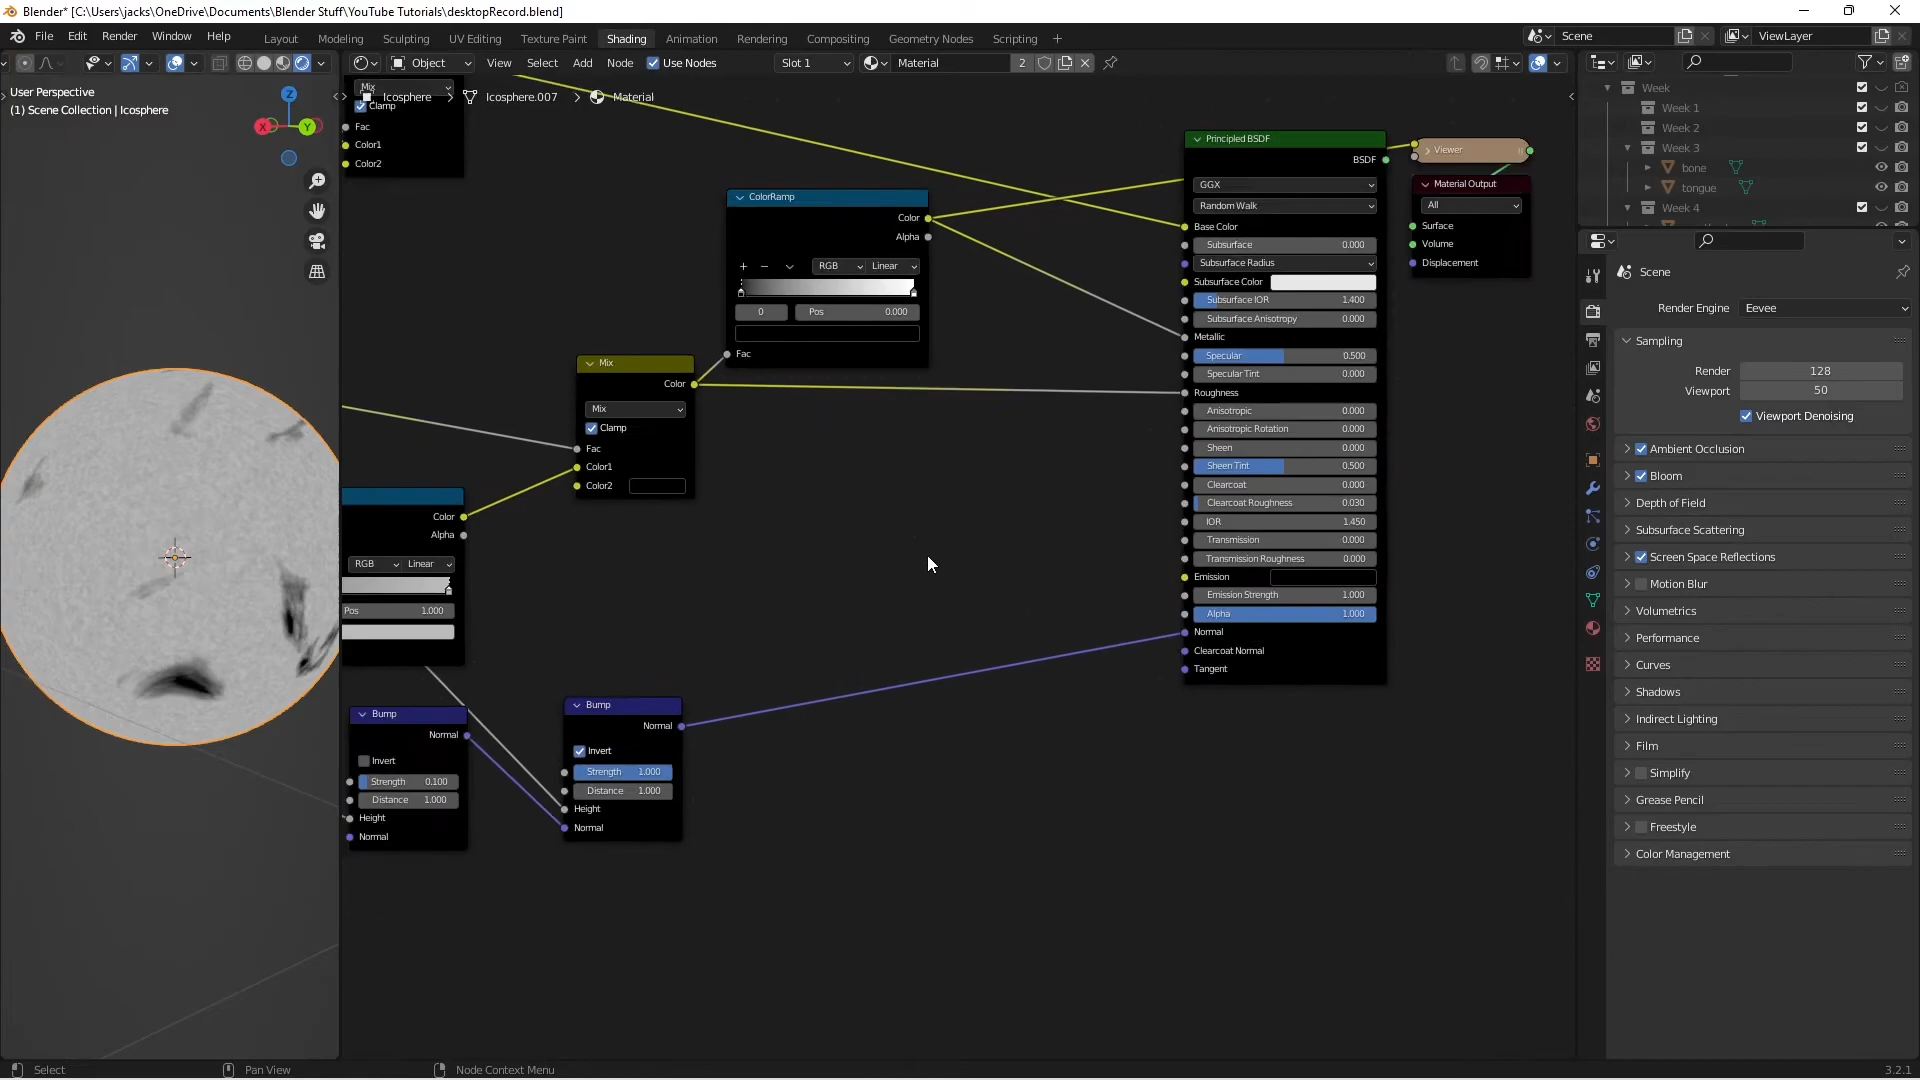 Blender* [C:\Users\jacks\OneDrive\Documents\Blender Stuff\YouTube Tutorials\desktopRecord.blend]
File Edit Render Window Help Layout Modeling Sculpting UV Editing Texture Paint Shading Animation Rendering Compositing Geometry Nodes Scripting + Scene ViewLayer
Object View Select Add Node Use Nodes Slot 1 Material 2
User Perspective
(1) Scene Collection | Icosphere
X Y Z
Icosphere > Icosphere.007 > Material
Mix
Clamp
Fac
Color1
Color2
ColorRamp
Color
Alpha
RGB Linear
0 Pos 0.000
Fac
Mix
Color
Mix
Clamp
Fac
Color1
Color2
Color
Alpha
RGB Linear
Pos 1.000
Bump
Normal
Invert
Strength 0.100
Distance 1.000
Height
Normal
Bump
Normal
Invert
Strength 1.000
Distance 1.000
Height
Normal
Principled BSDF
BSDF
GGX
Random Walk
Base Color
Subsurface 0.000
Subsurface Radius
Subsurface Color
Subsurface IOR 1.400
Subsurface Anisotropy 0.000
Metallic
Specular 0.500
Specular Tint 0.000
Roughness
Anisotropic 0.000
Anisotropic Rotation 0.000
Sheen 0.000
Sheen Tint 0.500
Clearcoat 0.000
Clearcoat Roughness 0.030
IOR 1.450
Transmission 0.000
Transmission Roughness 0.000
Emission
Emission Strength 1.000
Alpha 1.000
Normal
Clearcoat Normal
Tangent
Viewer
Material Output
All
Surface
Volume
Displacement
Week
Week 1
Week 2
Week 3
bone
tongue
Week 4
Scene
Render Engine Eevee
Sampling
Render 128
Viewport 50
Viewport Denoising
Ambient Occlusion
Bloom
Depth of Field
Subsurface Scattering
Screen Space Reflections
Motion Blur
Volumetrics
Performance
Curves
Shadows
Indirect Lighting
Film
Simplify
Grease Pencil
Freestyle
Color Management
Select Pan View Node Context Menu 3.2.1